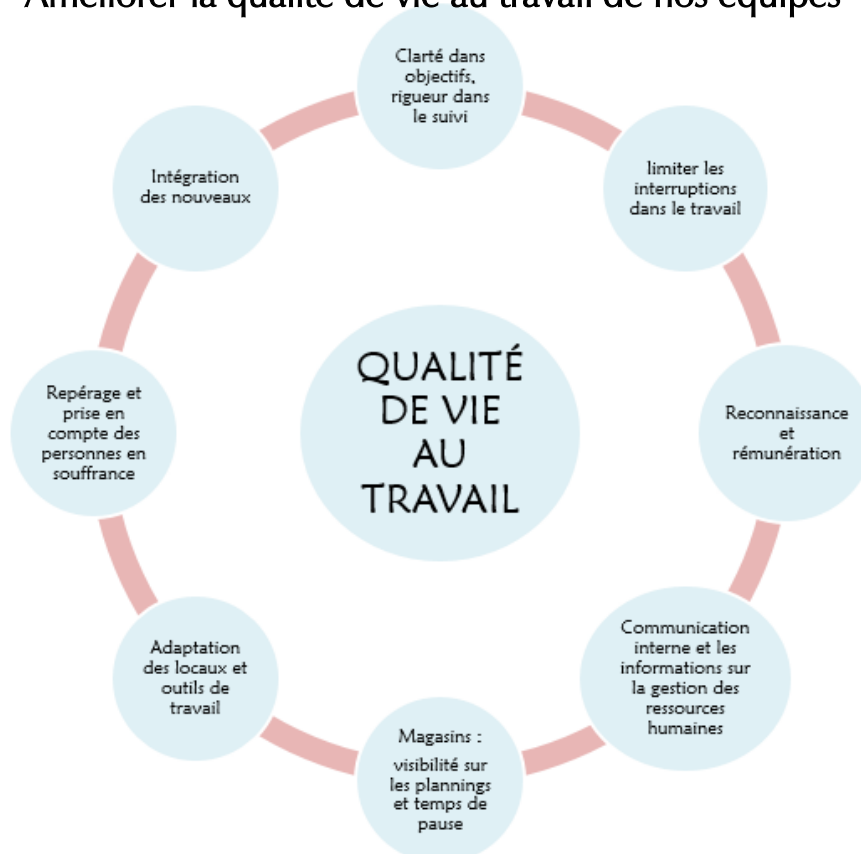 Améliorer la qualité de vie au travail de nos équipes
Clarté dans
objectifs,
rigueur dans
le suivi
limiter les
interruptions
dans le travail
Reconnaissance
et
rémunération
Communication
interne et les
informations sur
la gestion des
ressources
humaines
Magasins :
visibilité sur
les plannings
et temps de
pause
Adaptation
des locaux et
outils de
travail
Repérage et
prise en
compte des
personnes en
souffrance
Intégration
des nouveaux
QUALITÉ
DE VIE
AU
TRAVAIL